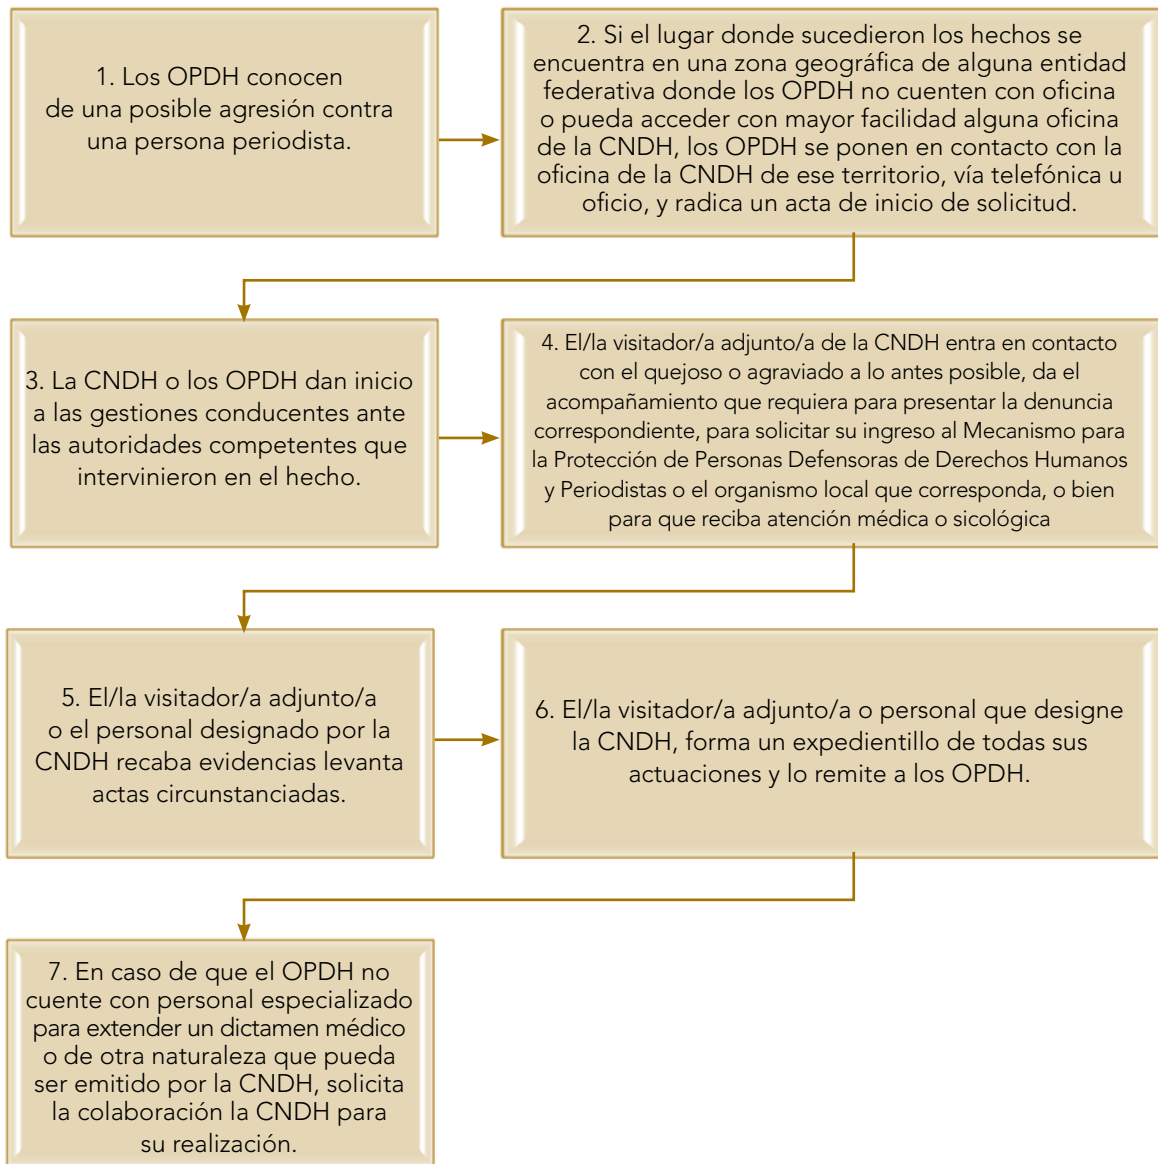 1. Los OPDH conocen
de una posible agresión contra
una persona periodista.
2. Si el lugar donde sucedieron los hechos se
encuentra en una zona geográfica de alguna entidad
federativa donde los OPDH no cuenten con oficina
o pueda acceder con mayor facilidad alguna oficina
de la CNDH, los OPDH se ponen en contacto con la
oficina de la CNDH de ese territorio, vía telefónica u
oficio, y radica un acta de inicio de solicitud.
3. La CNDH o los OPDH dan inicio
a las gestiones conducentes ante
las autoridades competentes que
intervinieron en el hecho.
4. El/la visitador/a adjunto/a de la CNDH entra en contacto
con el quejoso o agraviado a lo antes posible, da el
acompañamiento que requiera para presentar la denuncia
correspondiente, para solicitar su ingreso al Mecanismo para
la Protección de Personas Defensoras de Derechos Humanos
y Periodistas o el organismo local que corresponda, o bien
para que reciba atención médica o sicológica
5. El/la visitador/a adjunto/a
o el personal designado por la
CNDH recaba evidencias levanta
actas circunstanciadas.
6. El/la visitador/a adjunto/a o personal que designe
la CNDH, forma un expedientillo de todas sus
actuaciones y lo remite a los OPDH.
7. En caso de que el OPDH no
cuente con personal especializado
para extender un dictamen médico
o de otra naturaleza que pueda
ser emitido por la CNDH, solicita
la colaboración la CNDH para
su realización.